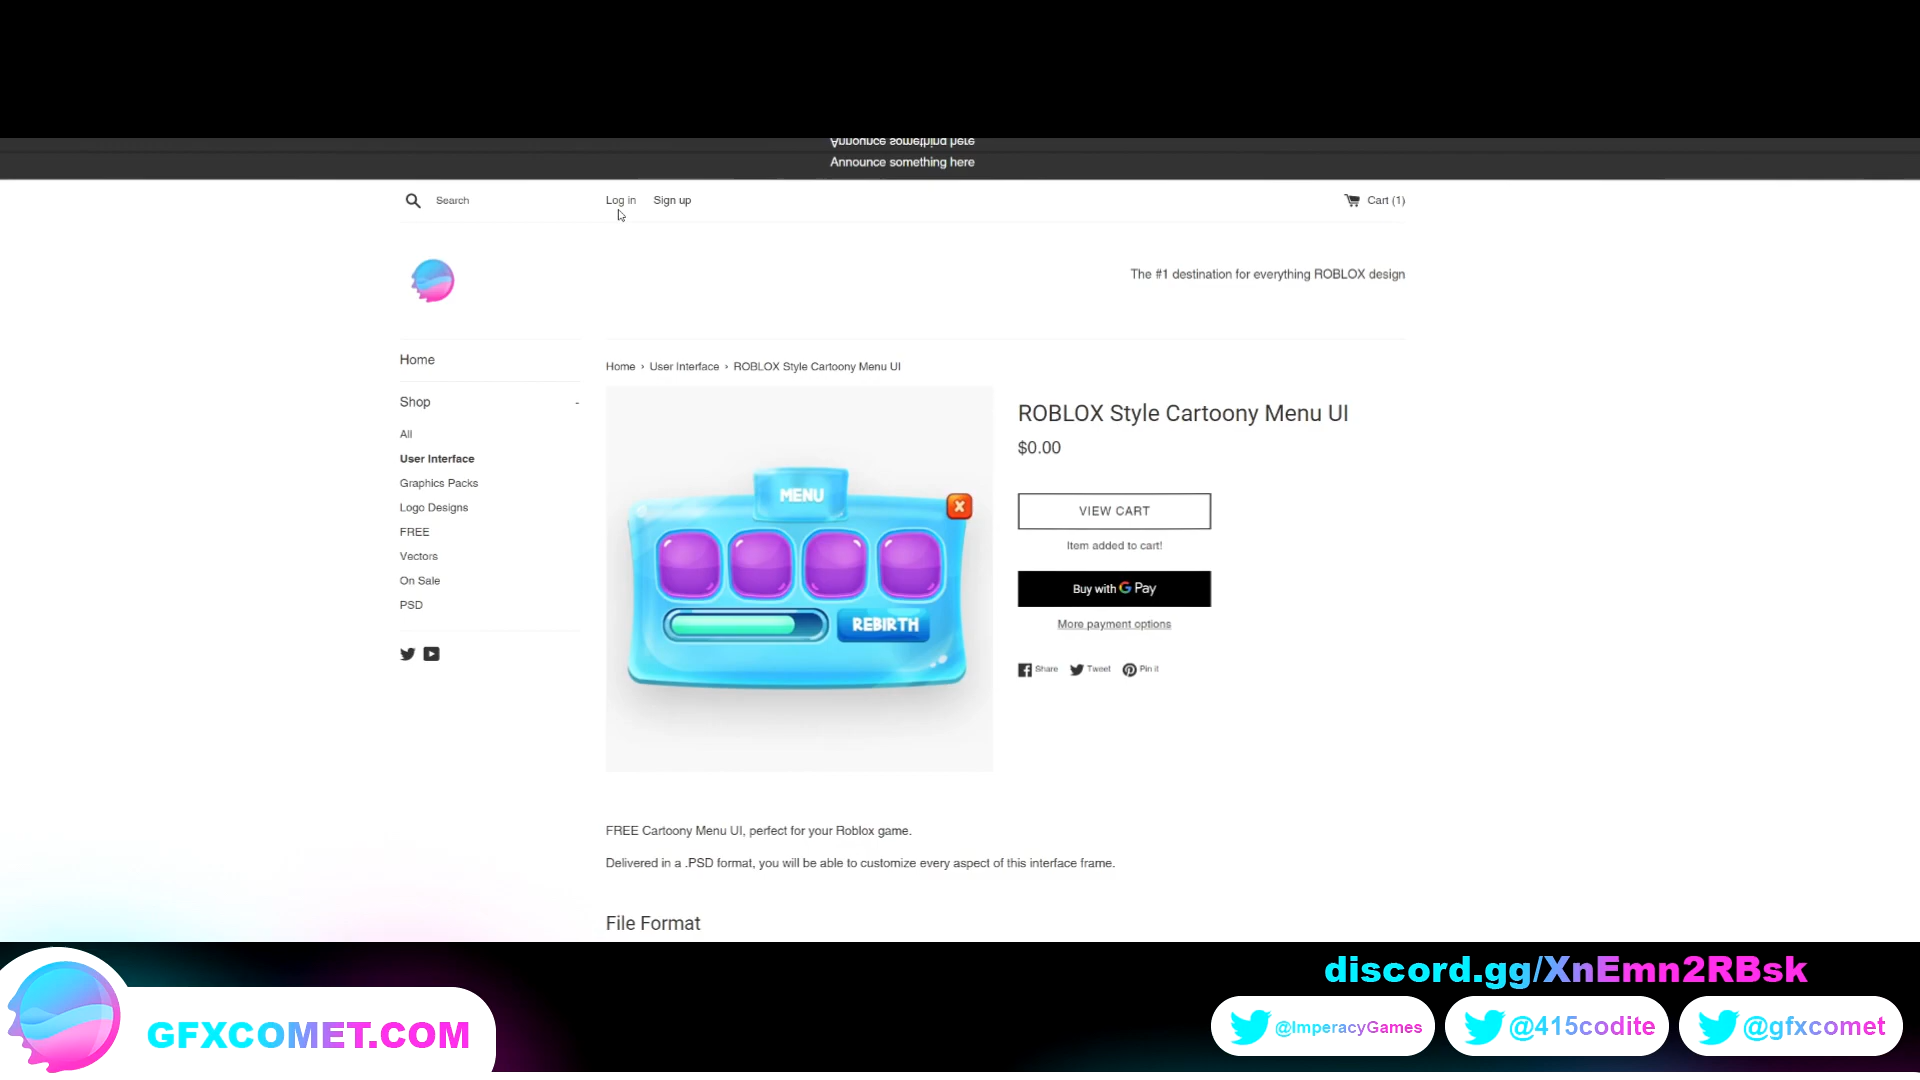 Announce something here
Announce something here
Search
Log in
Sign up
Cart (1)
The #1 destination for everything ROBLOX design
Home
Shop
-
All
User Interface
Graphics Packs
Logo Designs
FREE
Vectors
On Sale
PSD
Home › User Interface › ROBLOX Style Cartoony Menu UI
MENU
X
REBIRTH
ROBLOX Style Cartoony Menu UI
$0.00
VIEW CART
Item added to cart!
Buy with G Pay
More payment options
Share
Tweet
Pin it
FREE Cartoony Menu UI, perfect for your Roblox game.
Delivered in a .PSD format, you will be able to customize every aspect of this interface frame.
File Format
GFXCOMET.COM
discord.gg/XnEmn2RBsk
@ImperacyGames
@415codite
@gfxcomet